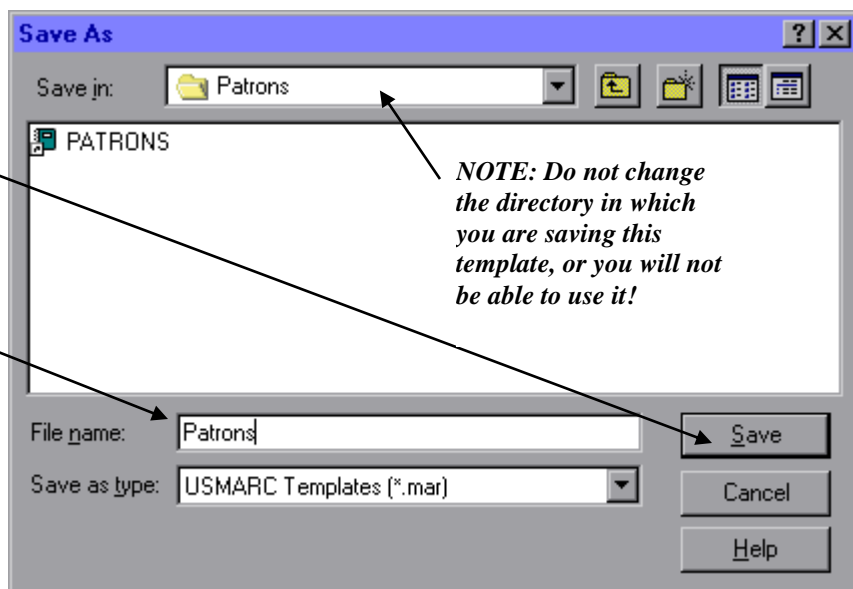 Save As
Save in: Patrons
PATRONS
NOTE: Do not change
the directory in which
you are saving this
template, or you will not
be able to use it!
File name: Patrons Save
Save as type: USMARC Templates (*.mar) Cancel
Help